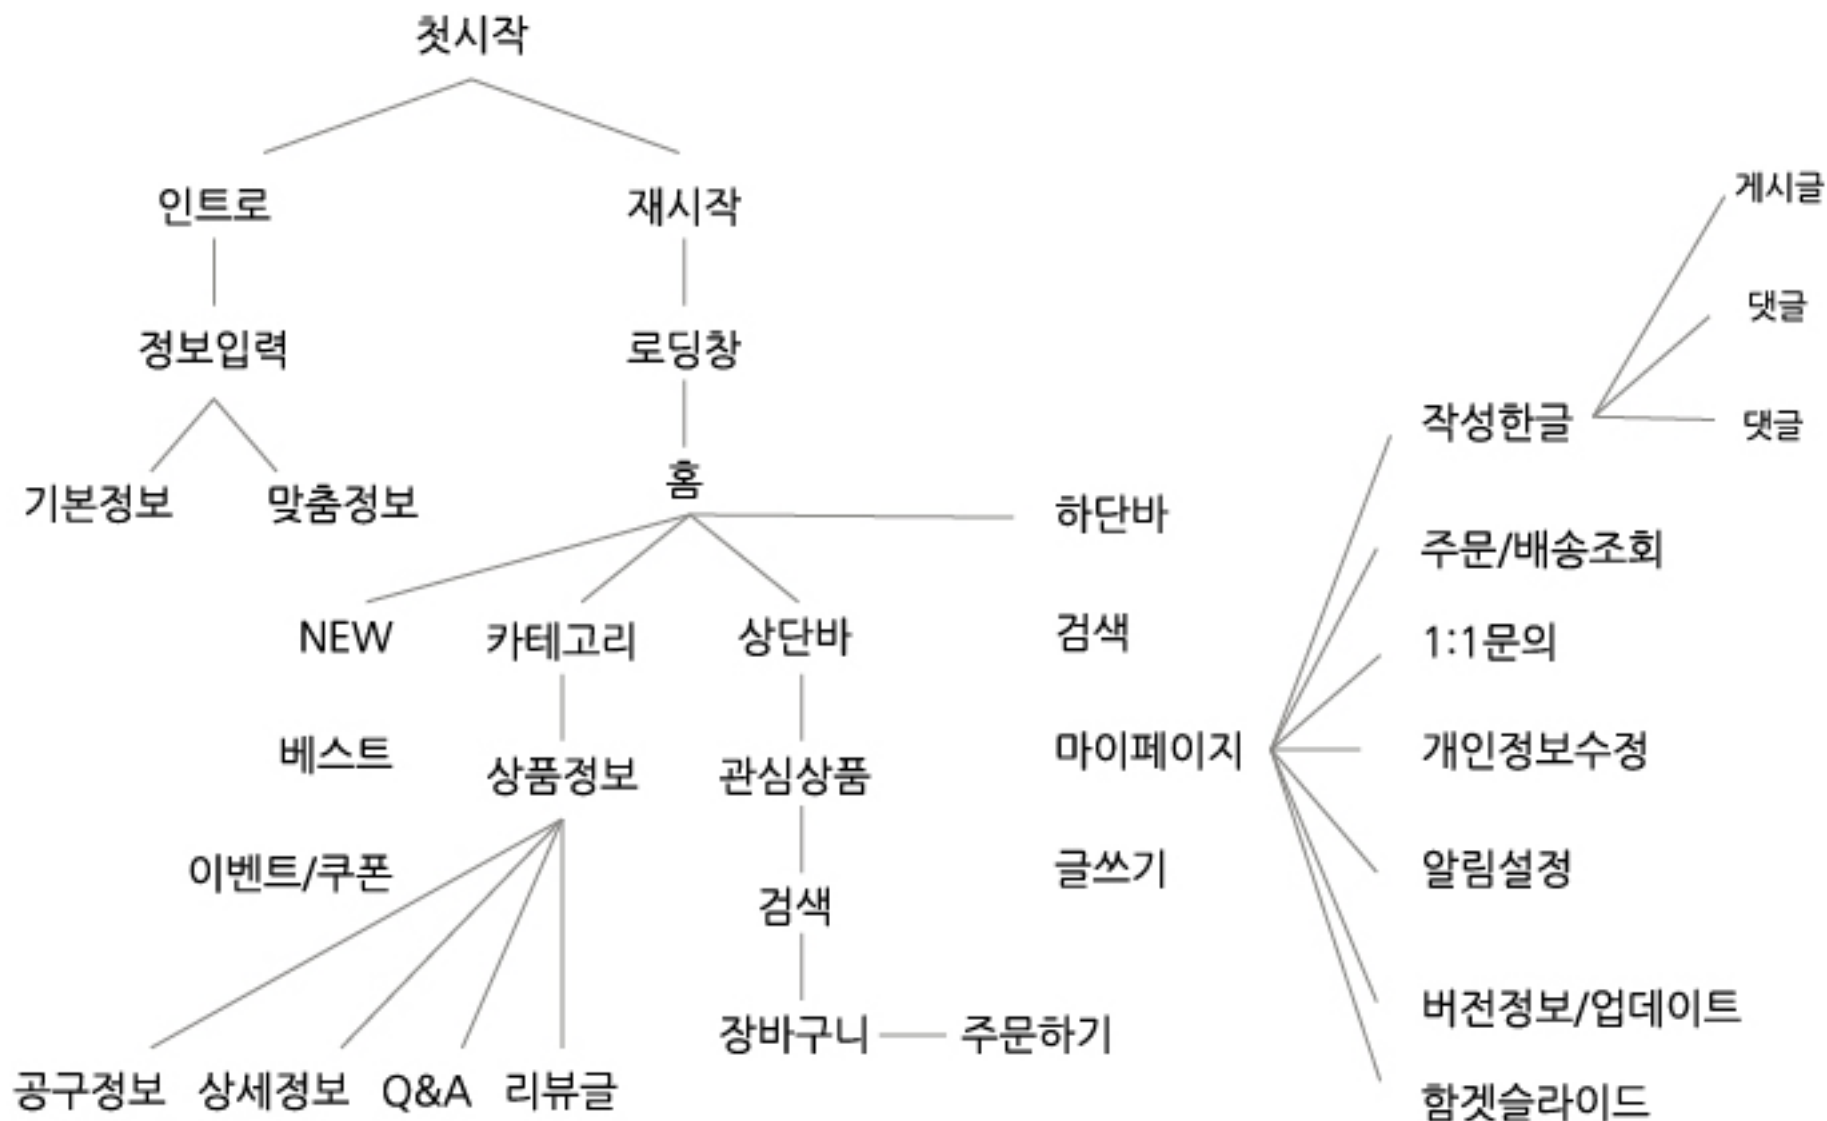 첫시작
인트로
재시작
게시글
댓글
정보입력
로딩창
작성한글
댓글
홈
기본정보
맞춤정보
하단바
주문/배송조회
NEW
카테고리
상단바
검색
1:1문의
베스트
상품정보
관심상품
마이페이지
개인정보수정
이벤트/쿠폰
검색
글쓰기
알림설정
장바구니
주문하기
버전정보/업데이트
공구정보
상세정보
Q&A
리뷰글
함겟슬라이드